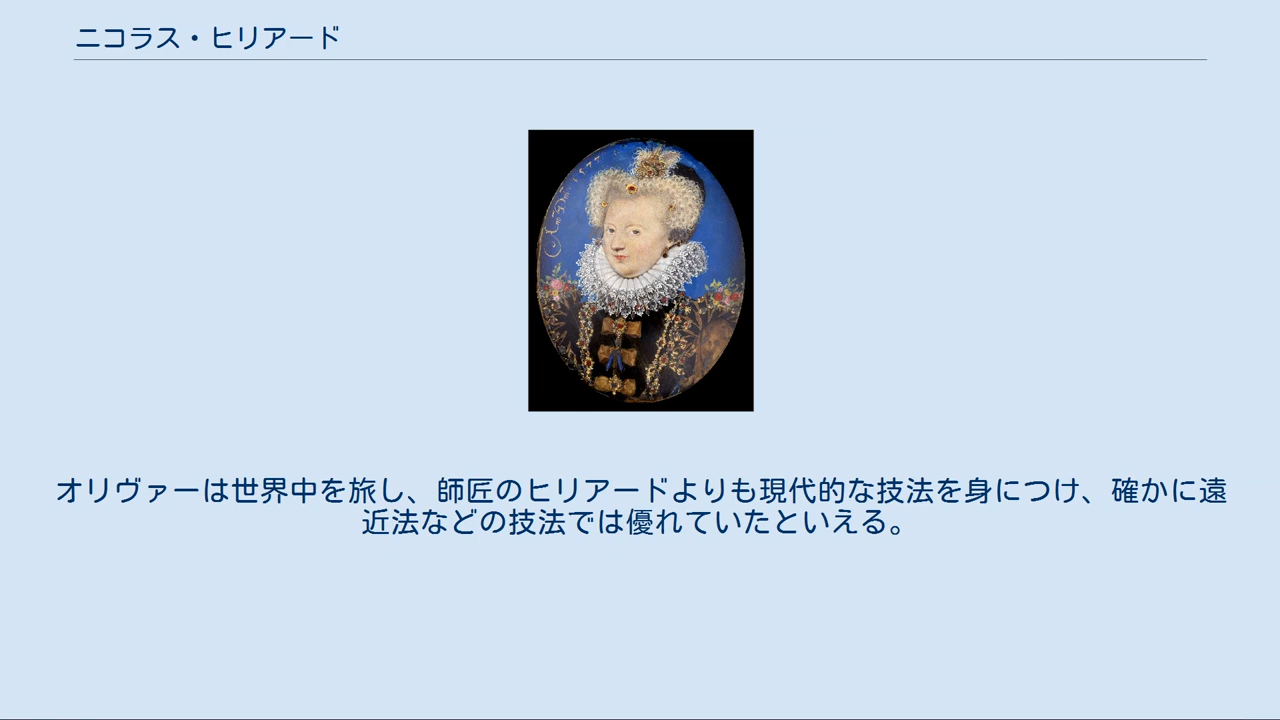 ニコラス・ヒリアード
オリヴァーは世界中を旅し、師匠のヒリアードよりも現代的な技法を身につけ、確かに遠
近法などの技法では優れていたといえる。